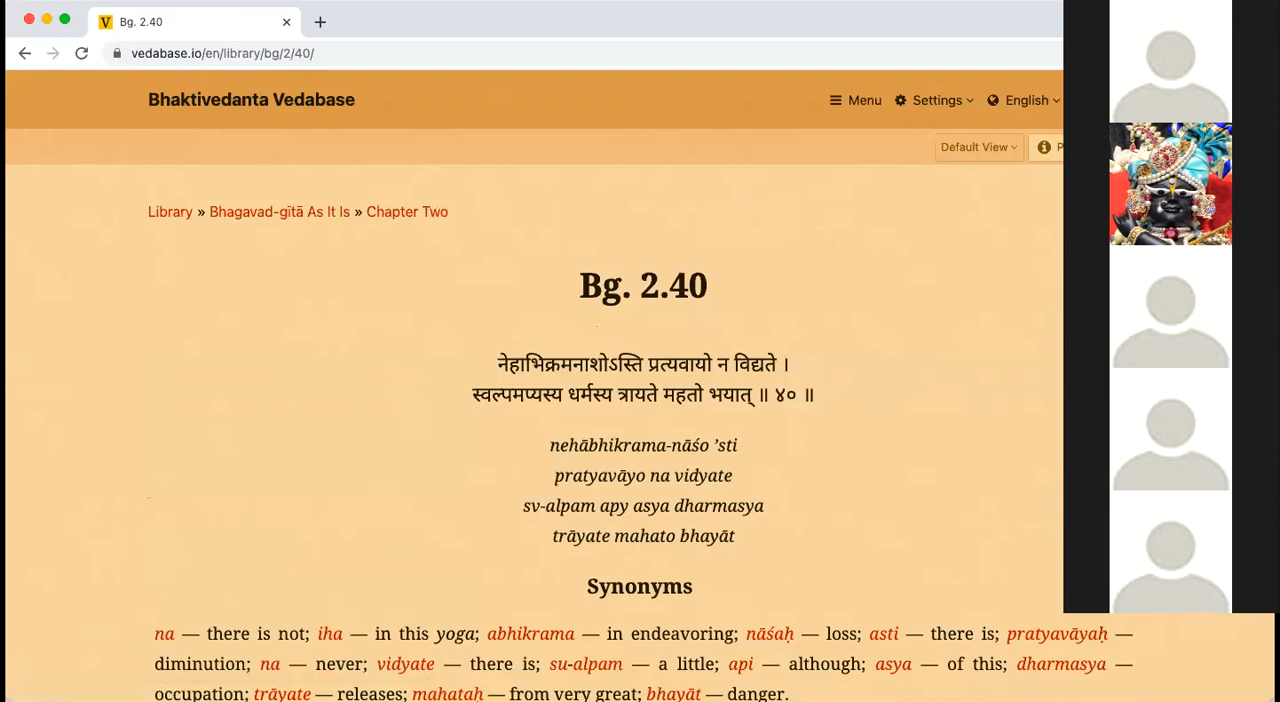 V Bg. 2.40
vedabase.io/en/library/bg/2/40/
Bhaktivedanta Vedabase
Menu Settings English
Default View P
Library » Bhagavad-gītā As It Is » Chapter Two
Bg. 2.40
नेहाभिक्रमनाशोऽस्ति प्रत्यवायो न विद्यते ।
स्वल्पमप्यस्य धर्मस्य त्रायते महतो भयात् ॥ ४० ॥
nehābhikrama-nāśo ’sti
pratyavāyo na vidyate
sv-alpam apy asya dharmasya
trāyate mahato bhayāt
Synonyms
na — there is not; iha — in this yoga; abhikrama — in endeavoring; nāśaḥ — loss; asti — there is; pratyavāyaḥ —
diminution; na — never; vidyate — there is; su-alpam — a little; api — although; asya — of this; dharmasya —
occupation; trāyate — releases; mahataḥ — from very great; bhayāt — danger.